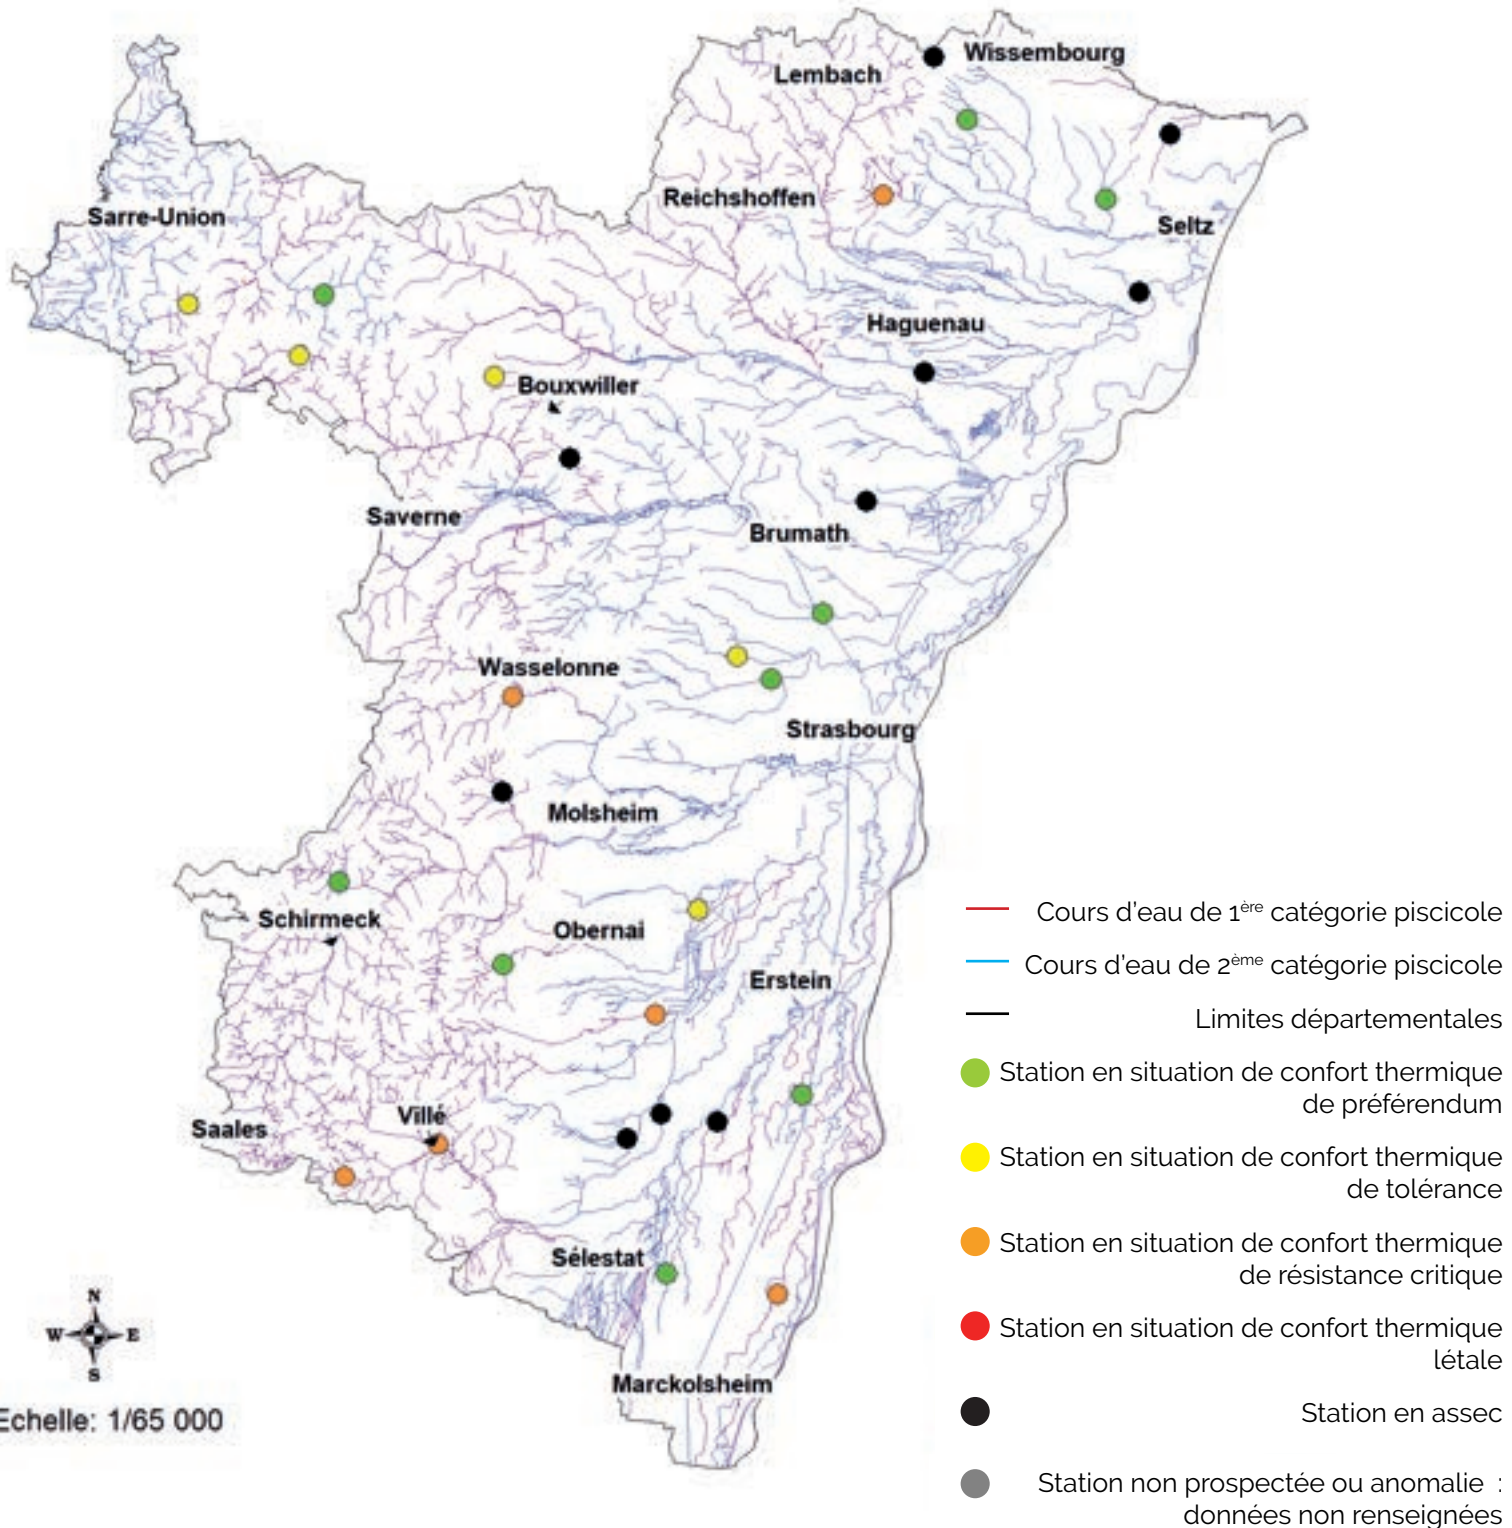 Wissembourg
Lembach
Reichshoffen
Seltz
Sarre-Union
Haguenau
Bouxwiller
Saverne
Brumath
Wasselonne
Strasbourg
Molsheim
Schirmeck
Obernai
Erstein
Villé
Saales
Sélestat
Marckolsheim
N
W E
S
Echelle: 1/65 000
Cours d'eau de 1ère catégorie piscicole
Cours d'eau de 2ème catégorie piscicole
Limites départementales
Station en situation de confort thermique
de préférendum
Station en situation de confort thermique
de tolérance
Station en situation de confort thermique
de résistance critique
Station en situation de confort thermique
létale
Station en assec
Station non prospectée ou anomalie :
données non renseignées